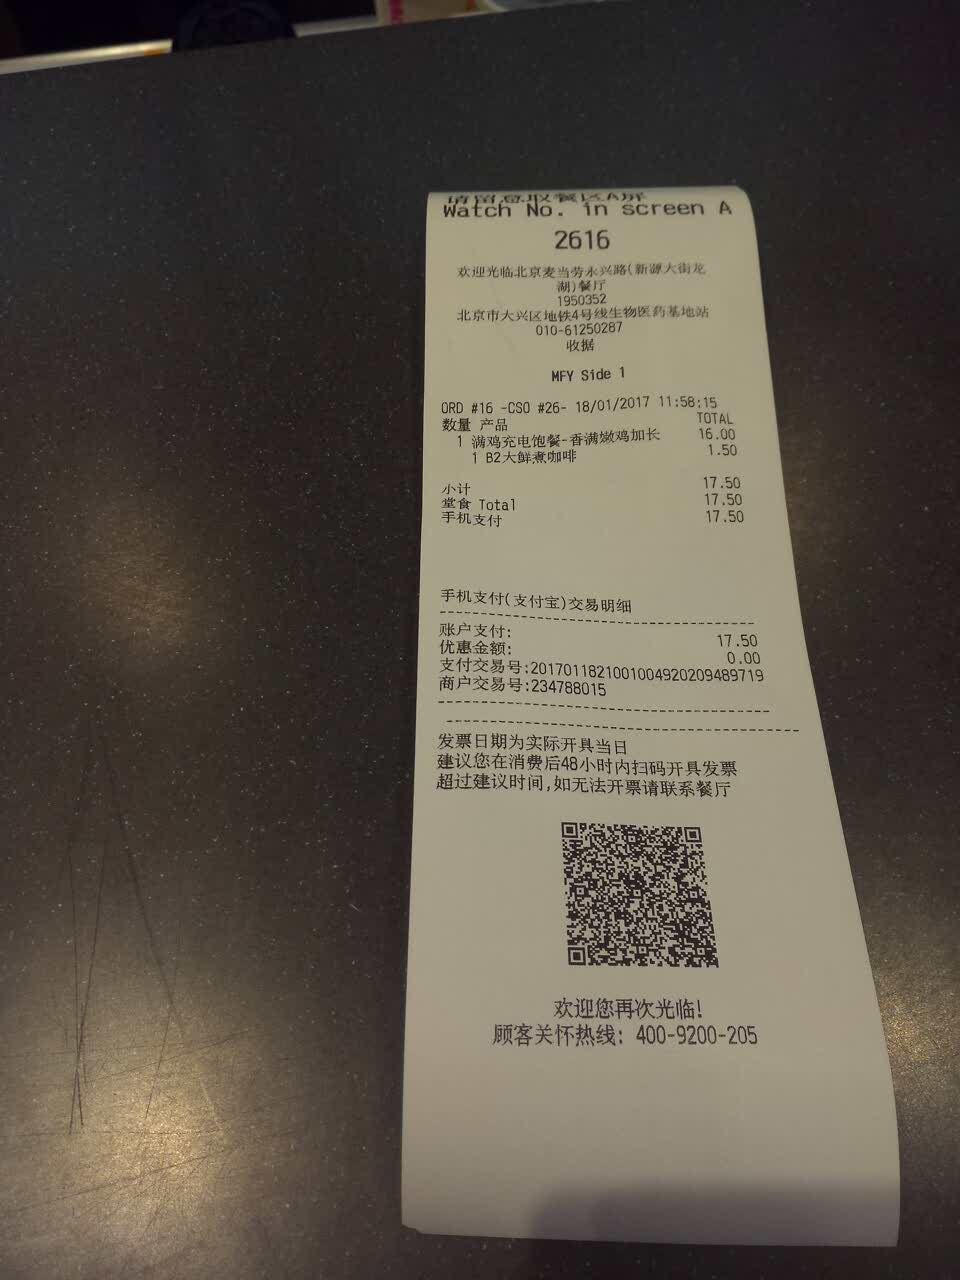 请留意取餐区A屏
Watch No. in screen A
2616
欢迎光临北京麦当劳永兴路(新源大街龙
湖)餐厅
1950352
北京市大兴区地铁4号线生物医药基地站
010-61250287
收据
MFY Side 1
ORD #16 -CSO #26- 18/01/2017 11:58:15
数量 产品 TOTAL
1 满鸡充电饱餐-香满嫩鸡加长 16.00
1 B2大鲜煮咖啡 1.50
小计 17.50
堂食 Total 17.50
手机支付 17.50
手机支付(支付宝)交易明细
账户支付: 17.50
优惠金额: 0.00
支付交易号:2017011821001004920209489719
商户交易号:234788015
发票日期为实际开具当日
建议您在消费后48小时内扫码开具发票
超过建议时间,如无法开票请联系餐厅
欢迎您再次光临!
顾客关怀热线: 400-9200-205